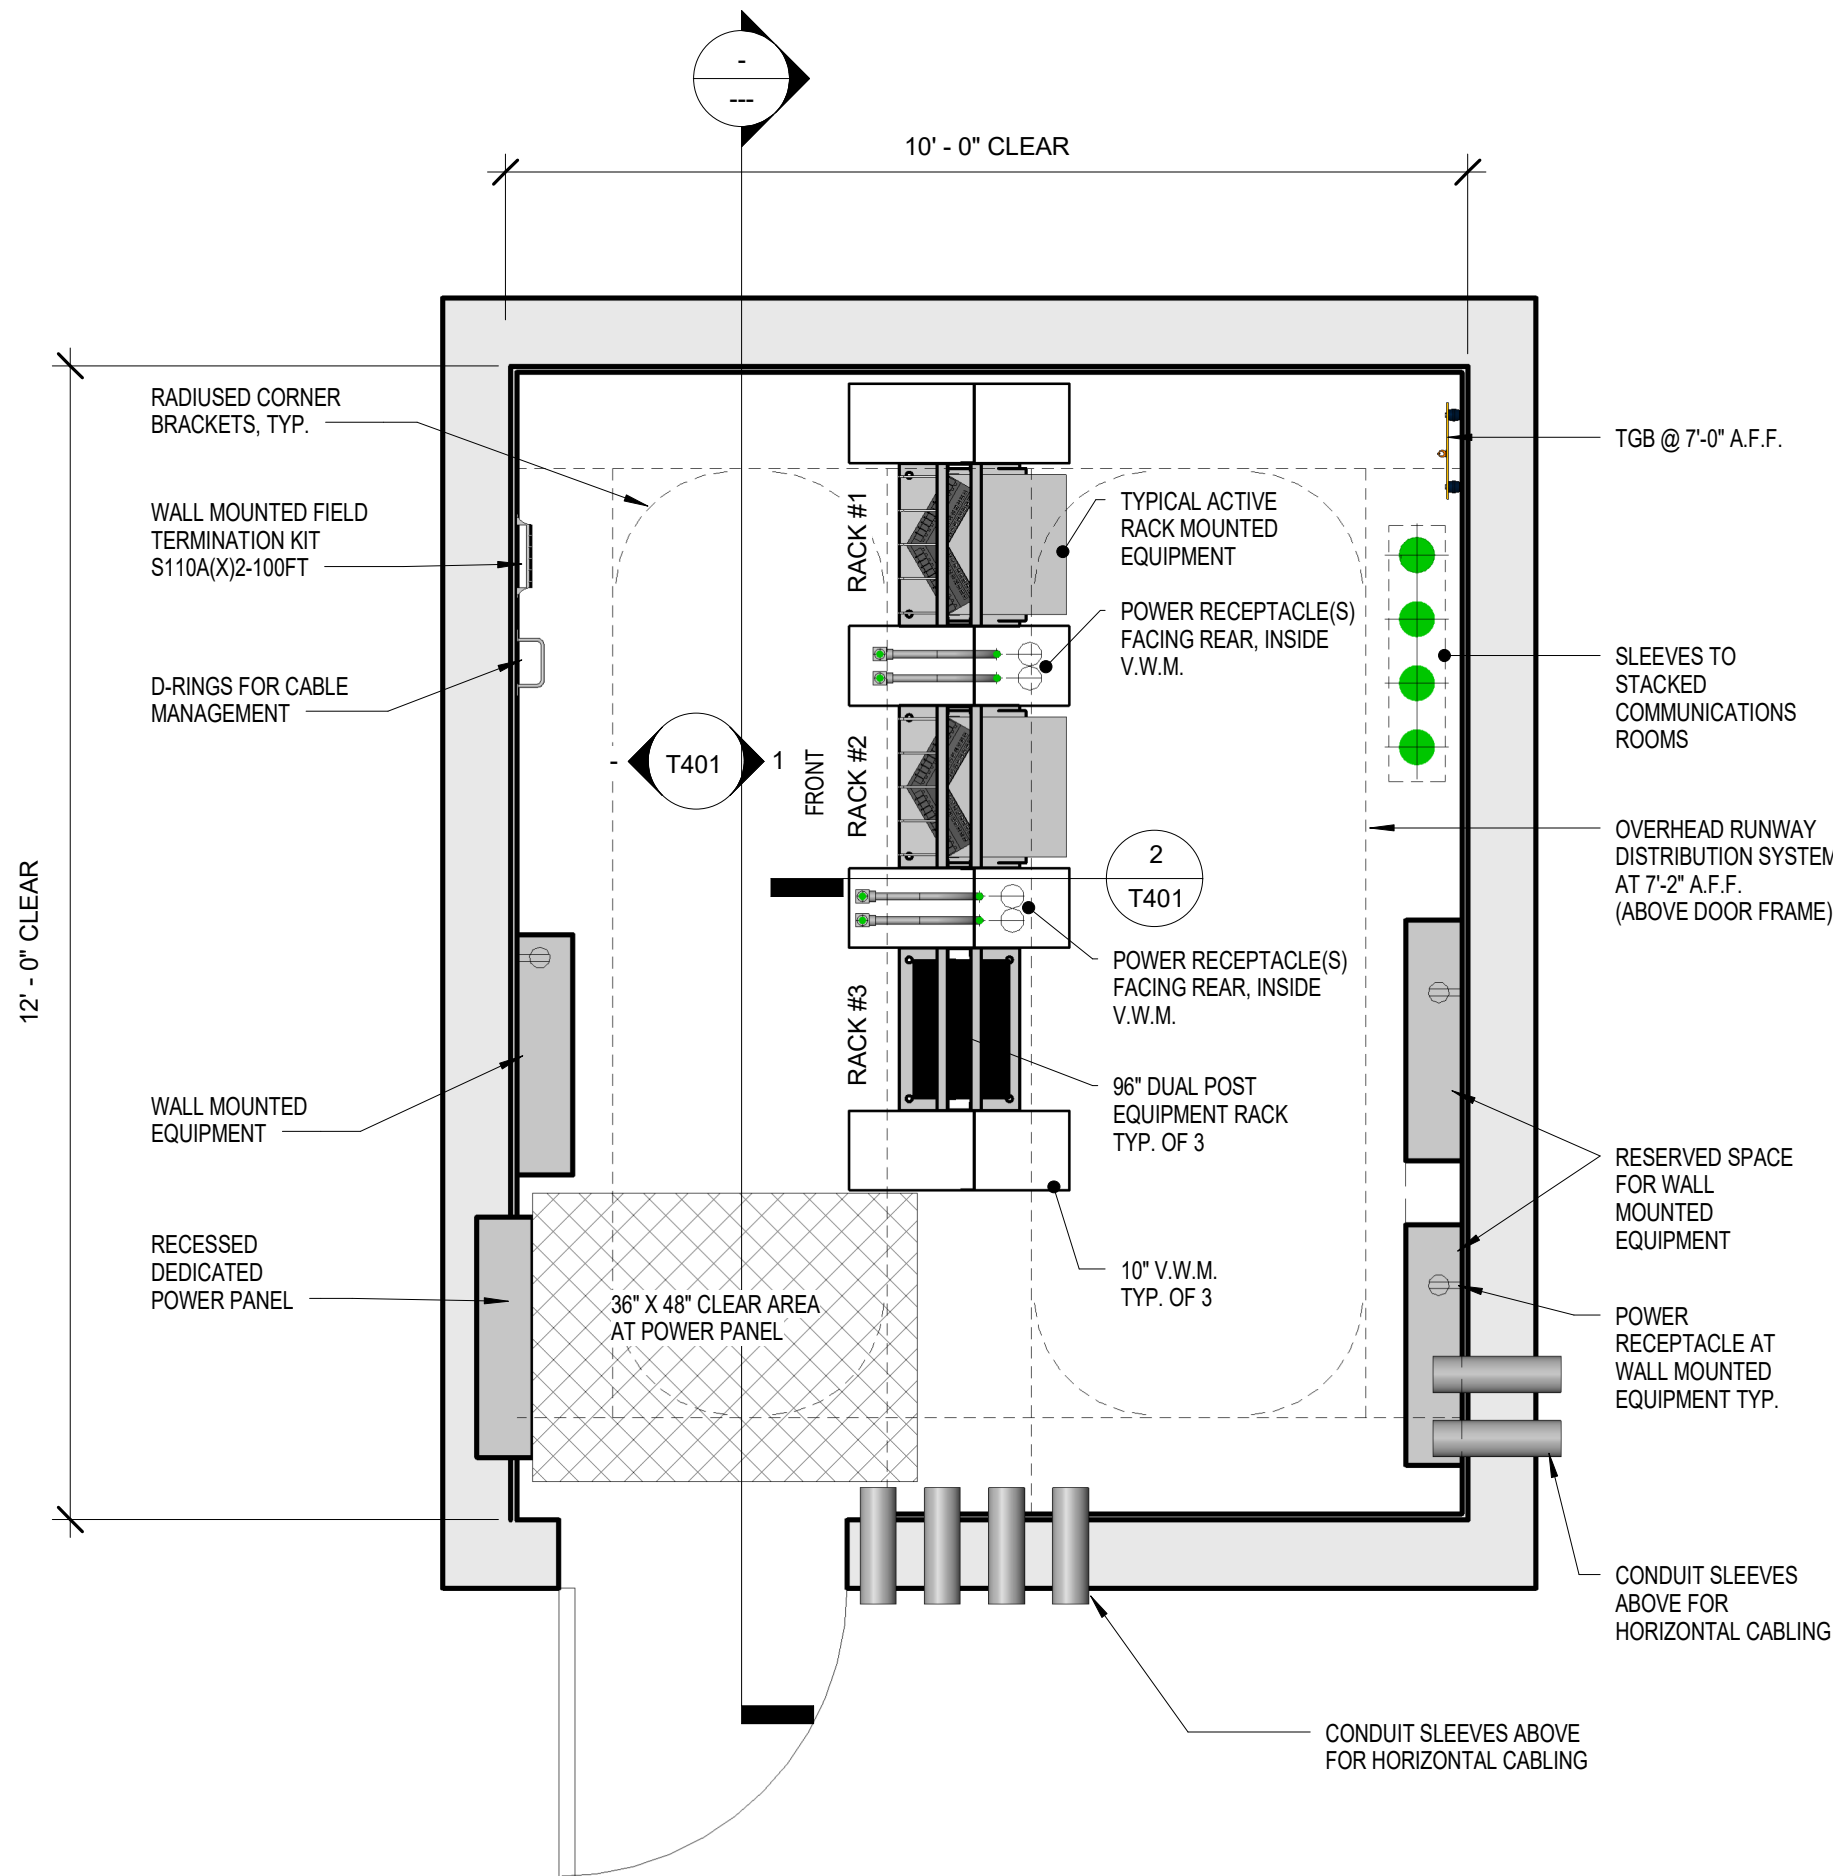 -
---
10' - 0" CLEAR
12' - 0" CLEAR
RADIUSED CORNER
BRACKETS, TYP.
WALL MOUNTED FIELD
TERMINATION KIT
S110A(X)2-100FT
D-RINGS FOR CABLE
MANAGEMENT
WALL MOUNTED
EQUIPMENT
RECESSED
DEDICATED
POWER PANEL
-
T401
1
FRONT
RACK #1
RACK #2
RACK #3
36" X 48" CLEAR AREA
AT POWER PANEL
TYPICAL ACTIVE
RACK MOUNTED
EQUIPMENT
POWER RECEPTACLE(S)
FACING REAR, INSIDE
V.W.M.
2
T401
POWER RECEPTACLE(S)
FACING REAR, INSIDE
V.W.M.
96" DUAL POST
EQUIPMENT RACK
TYP. OF 3
10" V.W.M.
TYP. OF 3
TGB @ 7'-0" A.F.F.
SLEEVES TO
STACKED
COMMUNICATIONS
ROOMS
OVERHEAD RUNWAY
DISTRIBUTION SYSTEM
AT 7'-2" A.F.F.
(ABOVE DOOR FRAME)
RESERVED SPACE
FOR WALL
MOUNTED
EQUIPMENT
POWER
RECEPTACLE AT
WALL MOUNTED
EQUIPMENT TYP.
CONDUIT SLEEVES
ABOVE FOR
HORIZONTAL CABLING
CONDUIT SLEEVES ABOVE
FOR HORIZONTAL CABLING